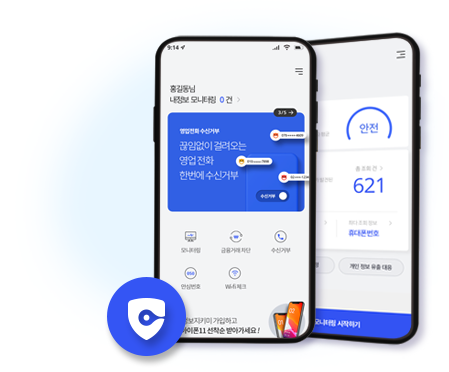 9:14
홍길동님
내정보 모니터링 0 건 >
3/5 →
영업전화 수신거부
끊임없이 걸려오는
영업 전화
한번에 수신거부
수신거부
모니터링
금융거래 차단
수신거부
050
안심번호
Wi-Fi 체크
정보지키미 가입하고
아이폰11 선착순 받아가세요 !
안전
총 조회 건 >
621
휴대폰번호
개인 정보 유출 대응
모니터링 시작하기